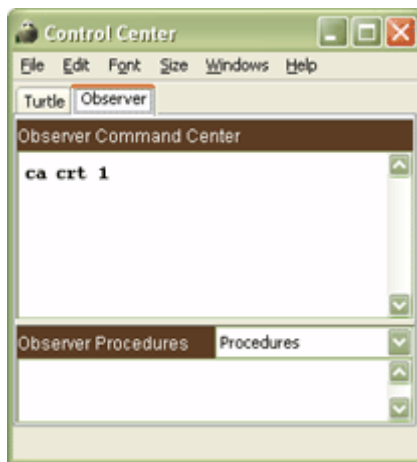 Control Center
File Edit Font Size Windows Help
Turtle Observer
Observer Command Center
ca crt 1
Observer Procedures Procedures